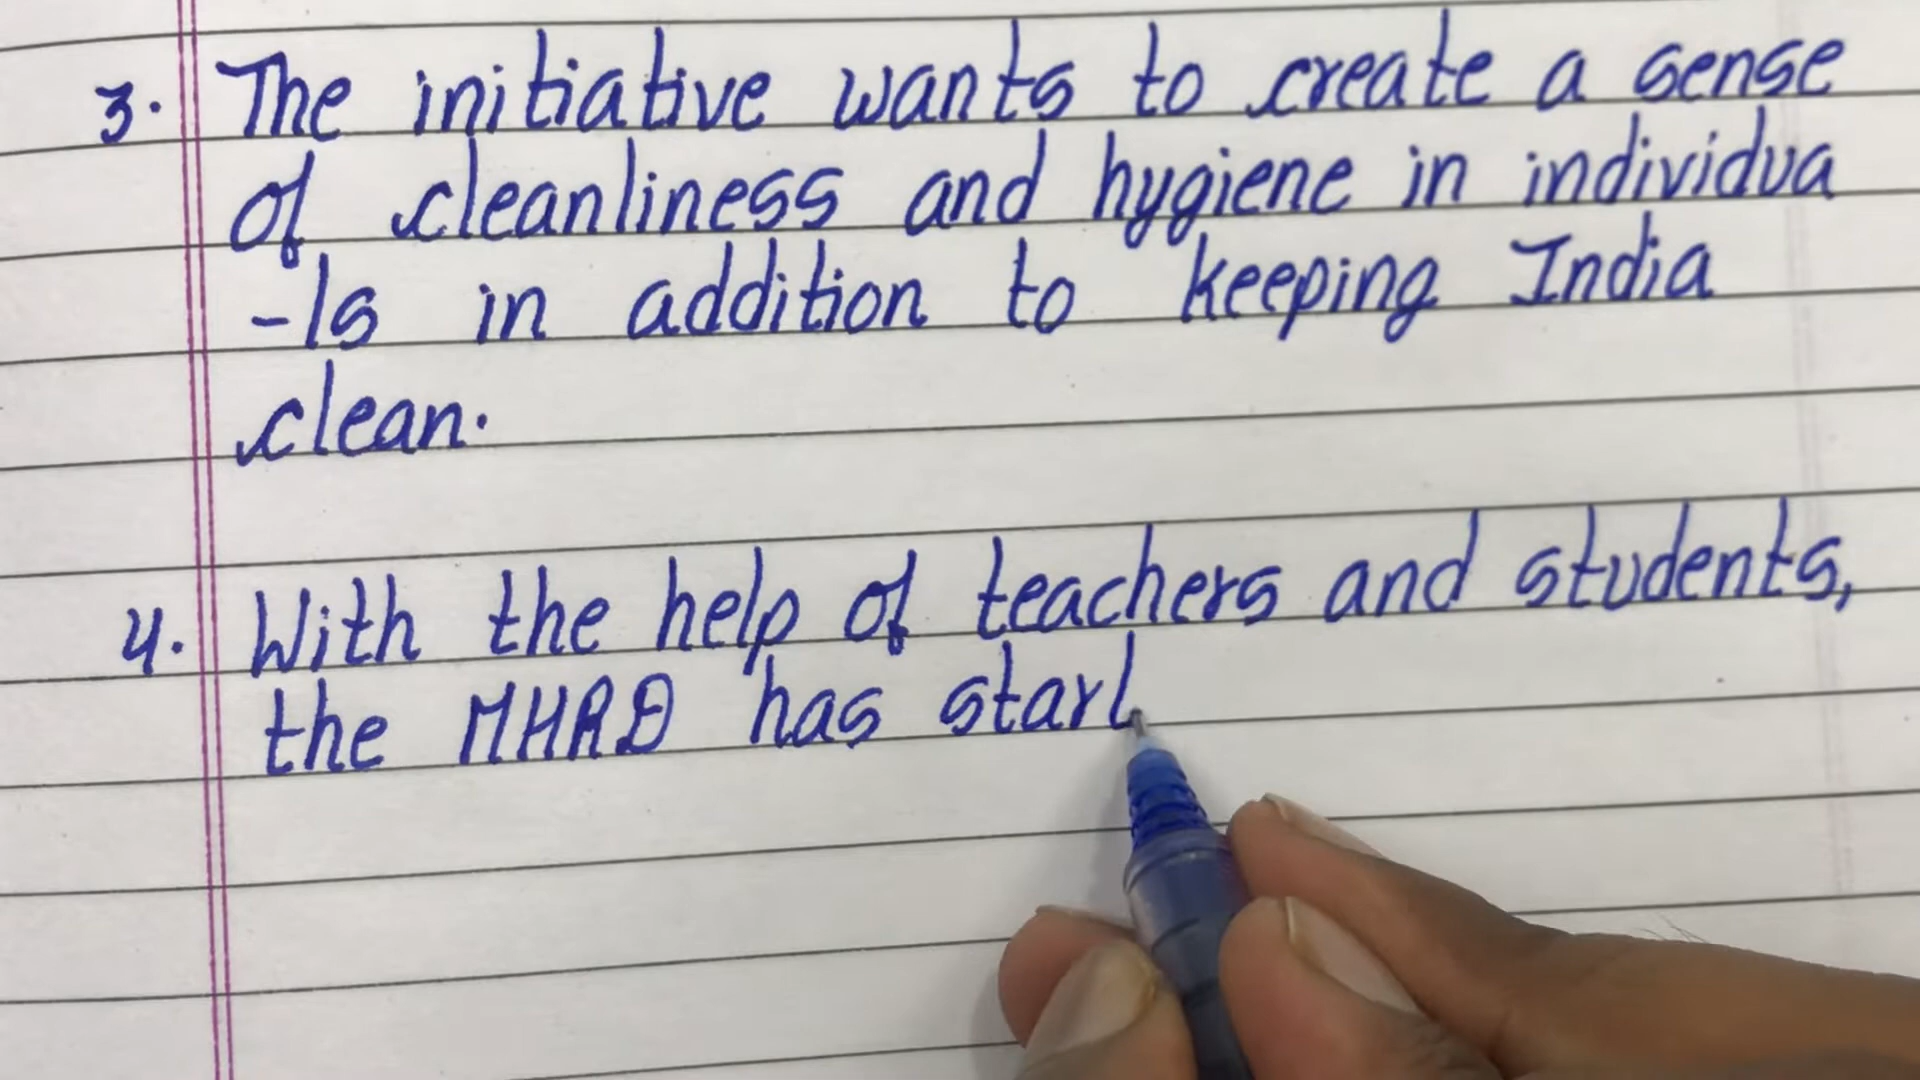 3. The initiative wants to create a sense
of cleanliness and hygiene in individua
-ls in addition to keeping India
clean.
4. With the help of teachers and students,
the MHRD has start